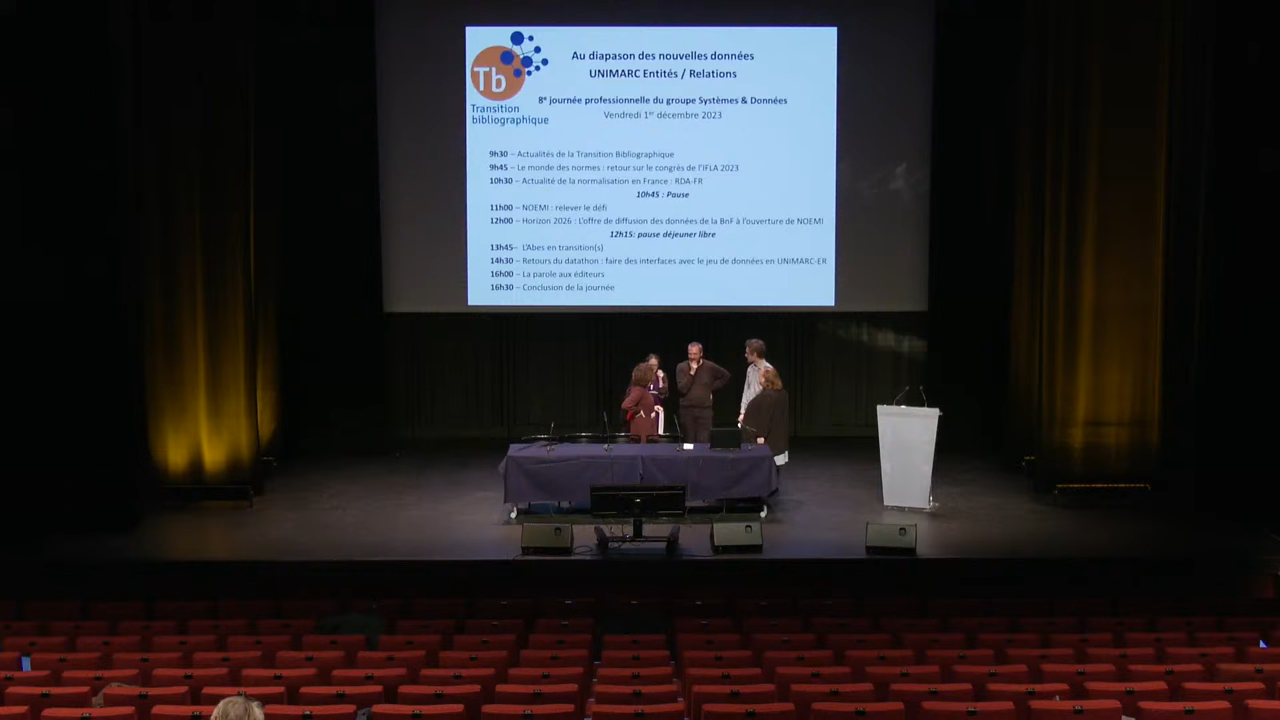 Tb
Transition
bibliographique
Au diapason des nouvelles données
UNIMARC Entités / Relations
8e journée professionnelle du groupe Systèmes & Données
Vendredi 1er décembre 2023
9h30 – Actualités de la Transition Bibliographique
9h45 – Le monde des normes : retour sur le congrès de l'IFLA 2023
10h30 – Actualité de la normalisation en France : RDA-FR
10h45 : Pause
11h00 – NOEMI : relever le défi
12h00 – Horizon 2026 : L'offre de diffusion des données de la BnF à l'ouverture de NOEMI
12h15: pause déjeuner libre
13h45– L'Abes en transition(s)
14h30 – Retours du datathon : faire des interfaces avec le jeu de données en UNIMARC-ER
16h00 – La parole aux éditeurs
16h30 – Conclusion de la journée